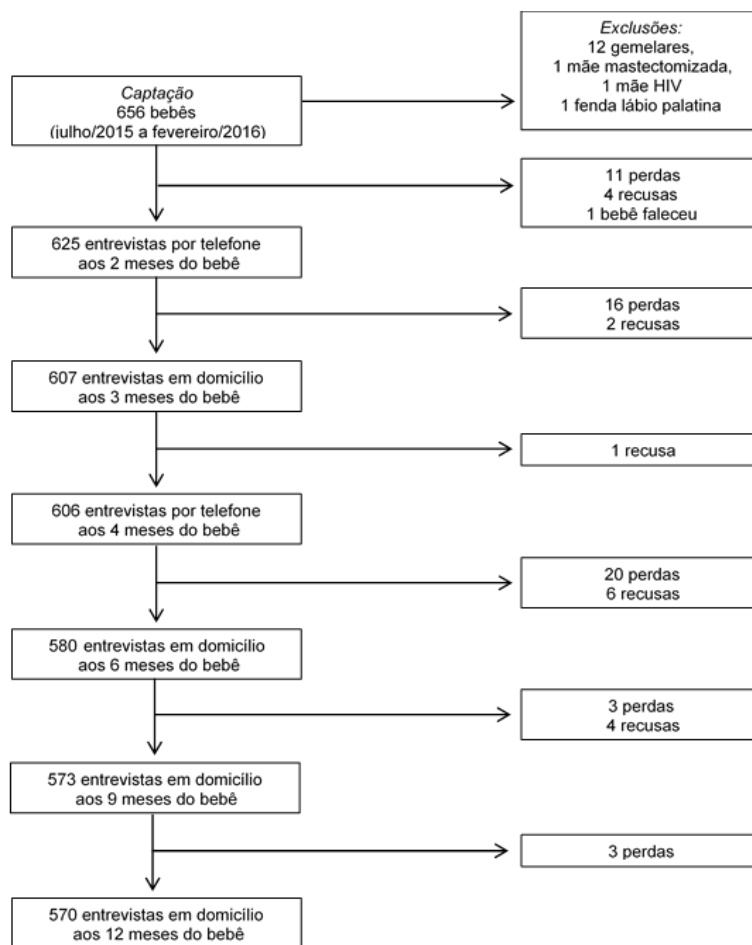 Exclusões:
12 gemelares,
1 mãe mastectomizada,
1 mãe HIV
1 fenda lábio palatina
Captação
656 bebês
(julho/2015 a fevereiro/2016)
11 perdas
4 recusas
1 bebê faleceu
625 entrevistas por telefone
aos 2 meses do bebê
16 perdas
2 recusas
607 entrevistas em domicílio
aos 3 meses do bebê
1 recusa
606 entrevistas por telefone
aos 4 meses do bebê
20 perdas
6 recusas
580 entrevistas em domicílio
aos 6 meses do bebê
3 perdas
4 recusas
573 entrevistas em domicílio
aos 9 meses do bebê
3 perdas
570 entrevistas em domicílio
aos 12 meses do bebê